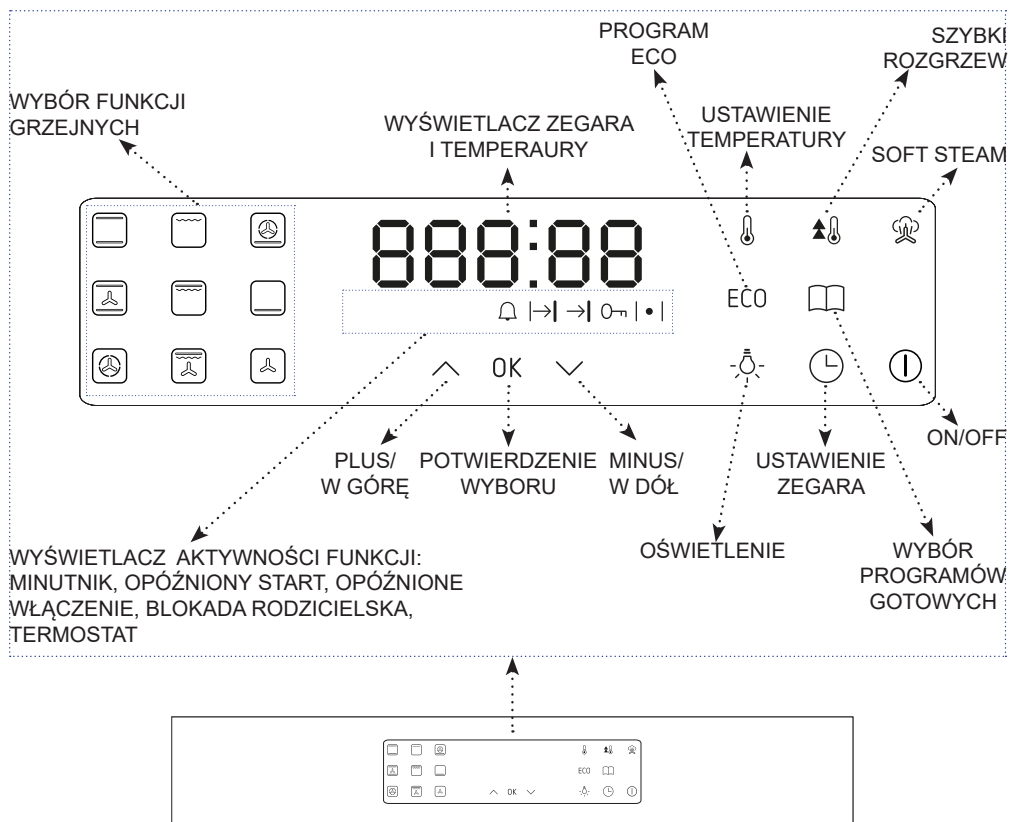 PROGRAM
ECO
SZYBKI
ROZGRZEW
WYBÓR FUNKCJI
GRZEJNYCH
WYŚWIETLACZ ZEGARA
I TEMPERAURY
USTAWIENIE
TEMPERATURY
SOFT STEAM
888:88
ECO
OK
ON/OFF
PLUS/
W GÓRĘ
POTWIERDZENIE
WYBORU
MINUS/
W DÓŁ
USTAWIENIE
ZEGARA
WYŚWIETLACZ AKTYWNOŚCI FUNKCJI:
MINUTNIK, OPÓŹNIONY START, OPÓŹNIONE
WŁĄCZENIE, BLOKADA RODZICIELSKA,
TERMOSTAT
OŚWIETLENIE
WYBÓR
PROGRAMÓW
GOTOWYCH
ECO
OK